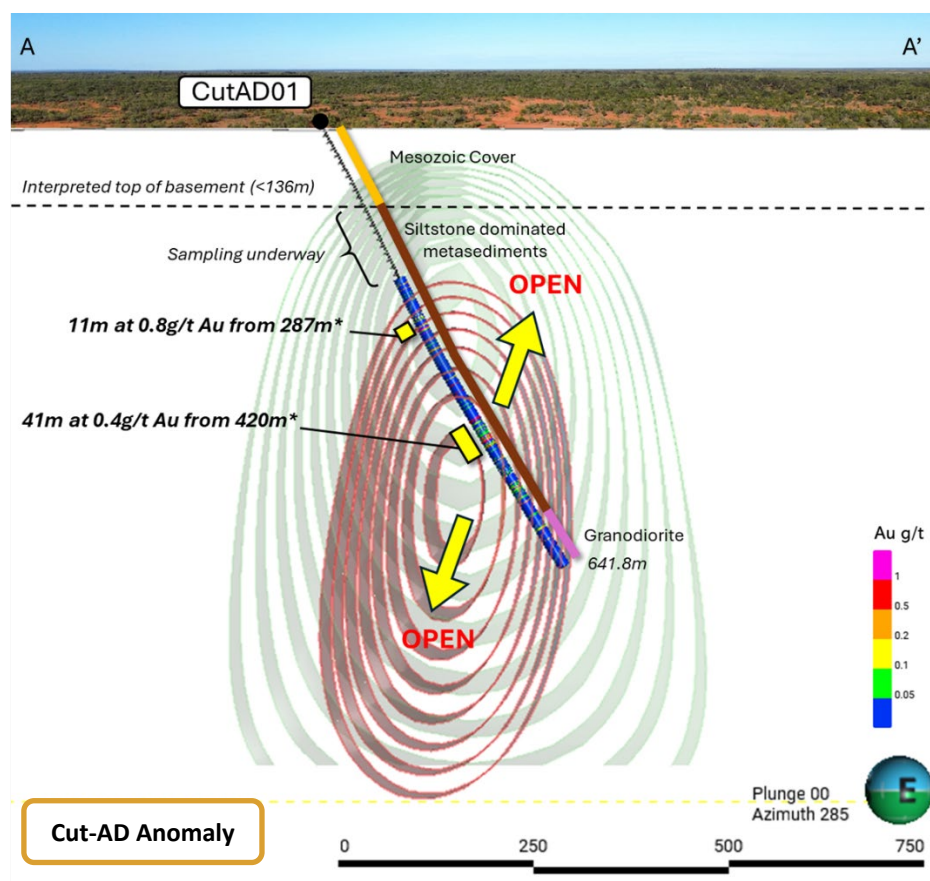 A
A’
CutAD01
Mesozoic Cover
Interpreted top of basement (<136m)
Siltstone dominated
metasediments
Sampling underway
OPEN
11m at 0.8g/t Au from 287m*
41m at 0.4g/t Au from 420m*
Granodiorite
641.8m
Au g/t
1
0.5
0.2
0.1
0.05
OPEN
Plunge 00
Azimuth 285
E
Cut-AD Anomaly
0
250
500
750